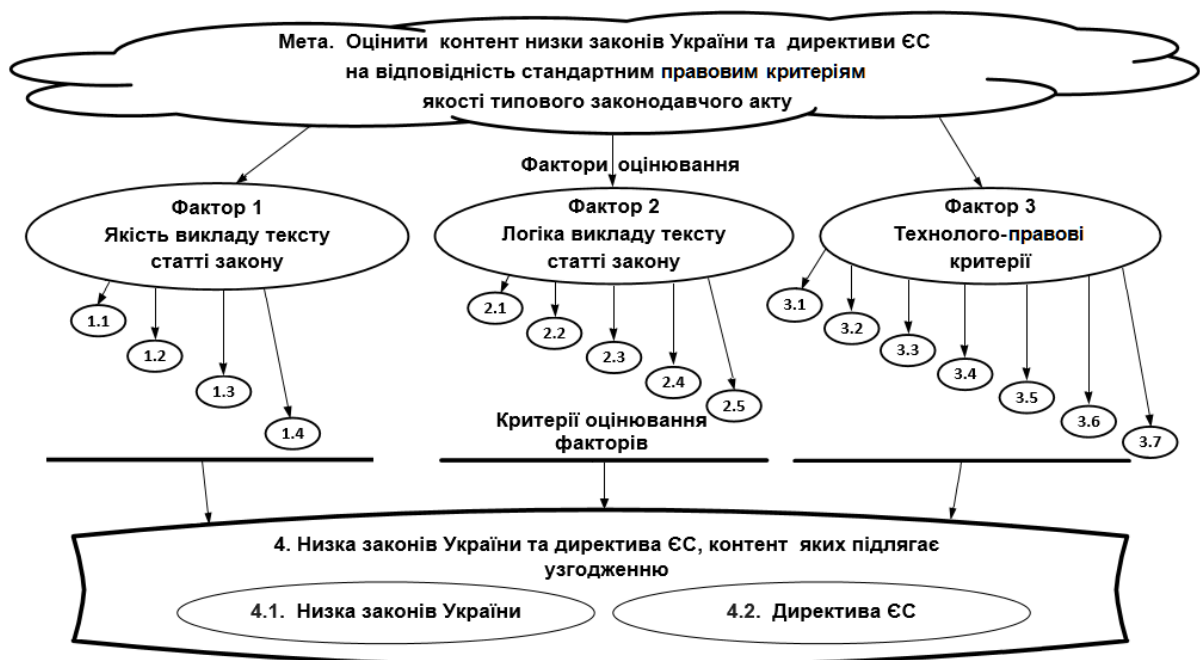 Мета. Оцінити контент низки законів України та директиви ЄС
на відповідність стандартним правовим критеріям
якості типового законодавчого акту
Фактори оцінювання
Фактор 1
Якість викладу тексту
статті закону
Фактор 2
Логіка викладу тексту
статті закону
Фактор 3
Технолого-правові
критерії
1.1
1.2
1.3
1.4
2.1
2.2
2.3
2.4
2.5
3.1
3.2
3.3
3.4
3.5
3.6
3.7
Критерії оцінювання
факторів
4. Низка законів України та директива ЄС, контент яких підлягає
узгодженню
4.1. Низка законів України
4.2. Директива ЄС